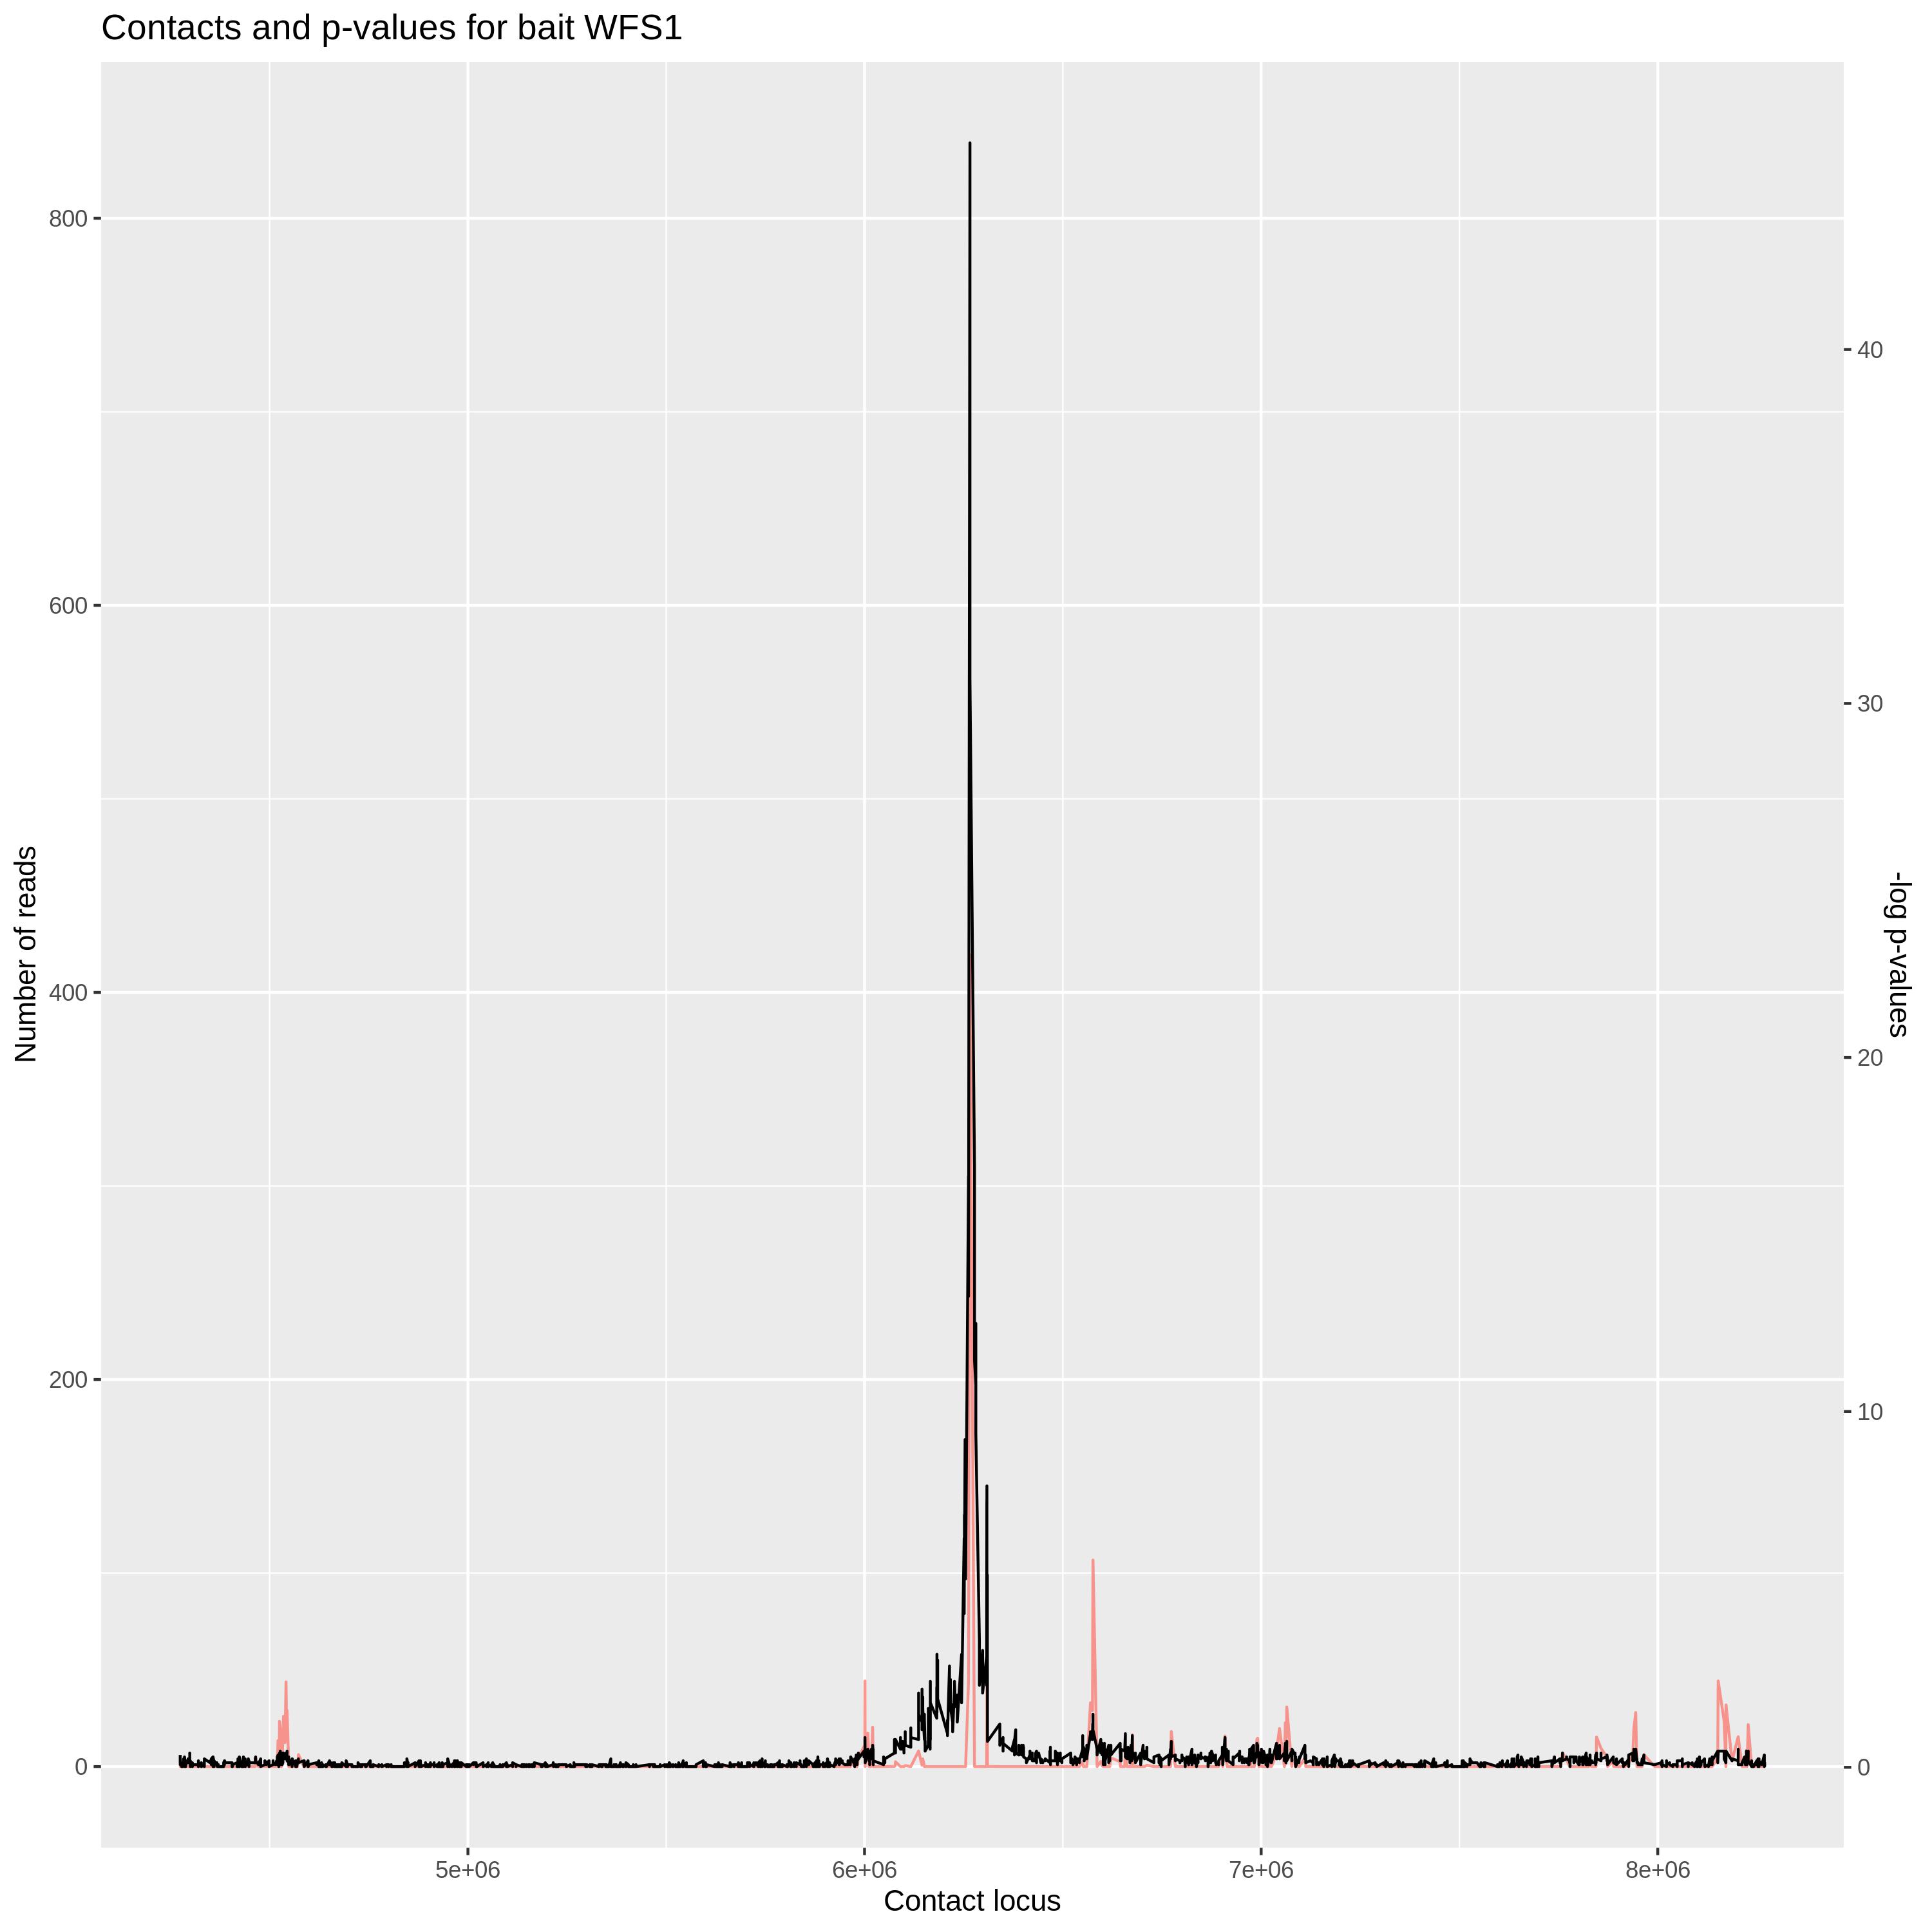 Contacts and p-values for bait WFS1
800
600
400
200
0
Number of reads
40
30
20
10
0
-log p-values
5e+06 6e+06 7e+06 8e+06
Contact locus